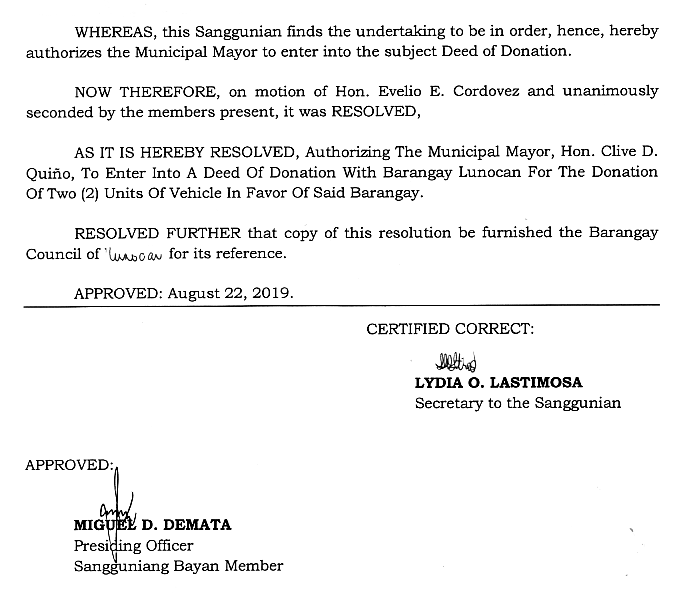 WHEREAS, this Sanggunian finds the undertaking to be in order, hence, hereby
authorizes the Municipal Mayor to enter into the subject Deed of Donation.
NOW THEREFORE, on motion of Hon. Evelio E. Cordovez and unanimously
seconded by the members present, it was RESOLVED,
AS IT IS HEREBY RESOLVED, Authorizing The Municipal Mayor, Hon. Clive D.
Quiño, To Enter Into A Deed Of Donation With Barangay Lunocan For The Donation
Of Two (2) Units Of Vehicle In Favor Of Said Barangay.
RESOLVED FURTHER that copy of this resolution be furnished the Barangay
Council of Lunocan for its reference.
APPROVED: August 22, 2019.
CERTIFIED CORRECT:
LYDIA O. LASTIMOSA
Secretary to the Sanggunian
APPROVED:
MIGUEL D. DEMATA
Presiding Officer
Sangguniang Bayan Member